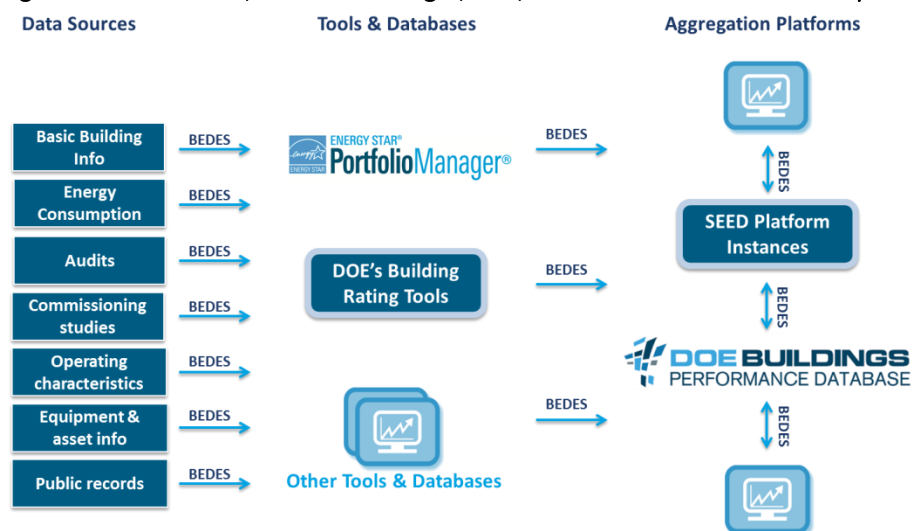 Data Sources
Tools & Databases
Aggregation Platforms
Basic Building
Info
BEDES
Energy
Consumption
BEDES
Audits
BEDES
Commissioning
studies
BEDES
Operating
characteristics
BEDES
Equipment &
asset info
BEDES
Public records
BEDES
ENERGY STAR
ENERGY STAR®
PortfolioManager®
BEDES
DOE's Building
Rating Tools
BEDES
Other Tools & Databases
BEDES
BEDES
SEED Platform
Instances
BEDES
DOE BUILDINGS
PERFORMANCE DATABASE
BEDES